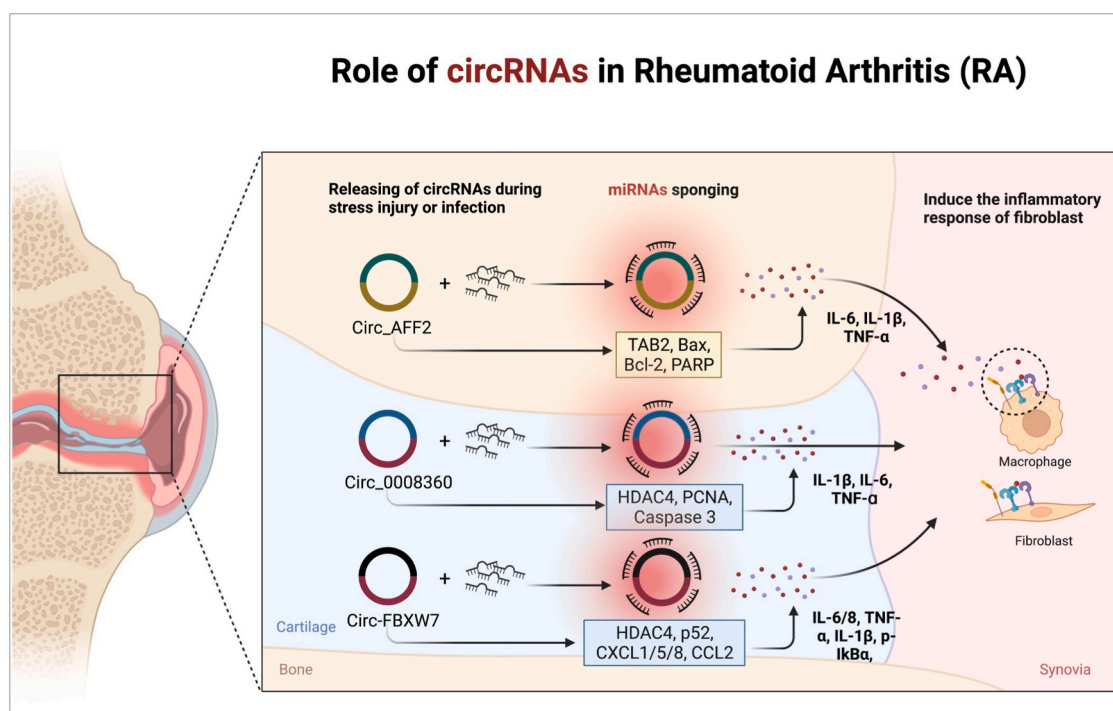 Role of circRNAs in Rheumatoid Arthritis (RA)
Releasing of circRNAs during
stress injury or infection
miRNAs sponging
Induce the inflammatory
response of fibroblast
+
Circ_AFF2
TAB2, Bax,
Bcl-2, PARP
IL-6, IL-1β,
TNF-α
Macrophage
+
Circ_0008360
HDAC4, PCNA,
Caspase 3
IL-1β, IL-6,
TNF-α
Fibroblast
+
Circ-FBXW7
HDAC4, p52,
CXCL1/5/8, CCL2
IL-6/8, TNF-
α, IL-1β, p-
IkBα,
Cartilage
Bone
Synovia